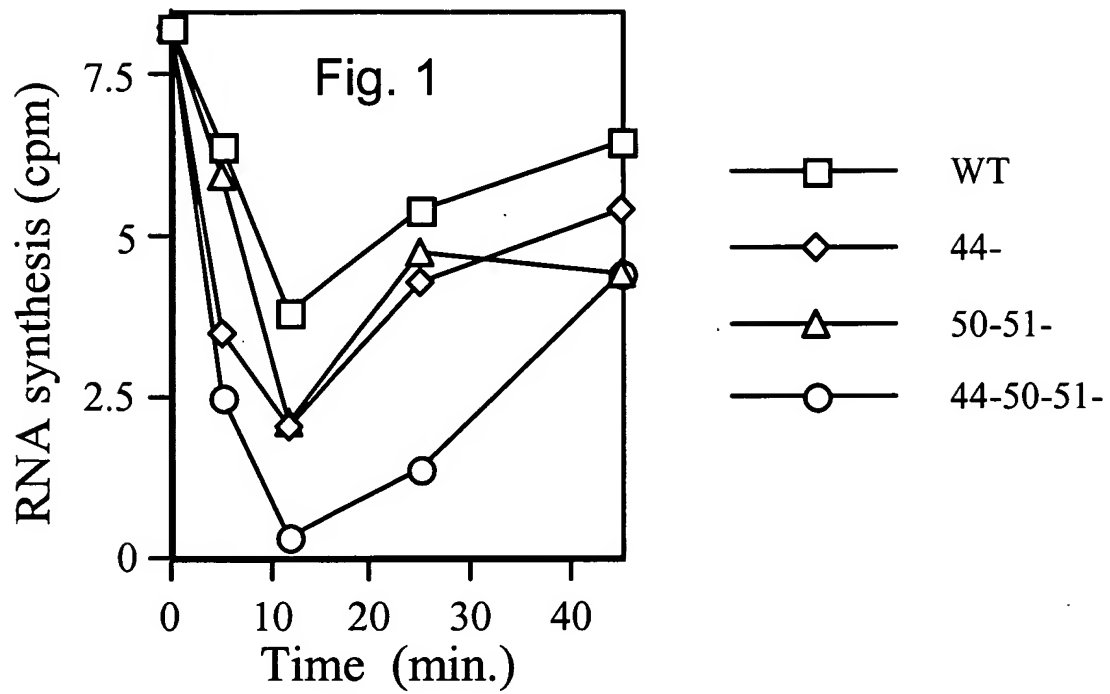 Fig. 1
RNA synthesis (cpm)
7.5
5
2.5
0
0 10 20 30 40
Time (min.)
WT
44-
50-51-
44-50-51-